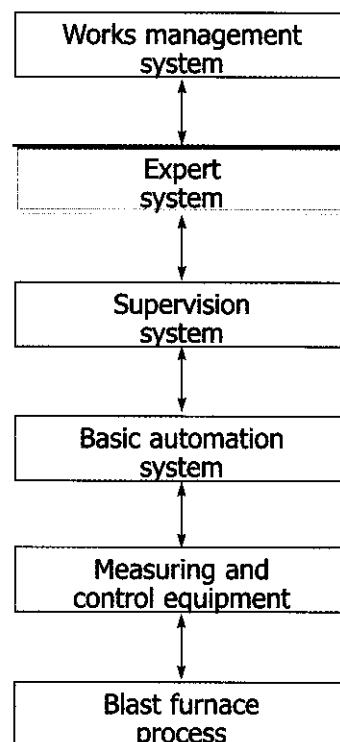 Works management
system
Expert
system
Supervision
system
Basic automation
system
Measuring and
control equipment
Blast furnace
process